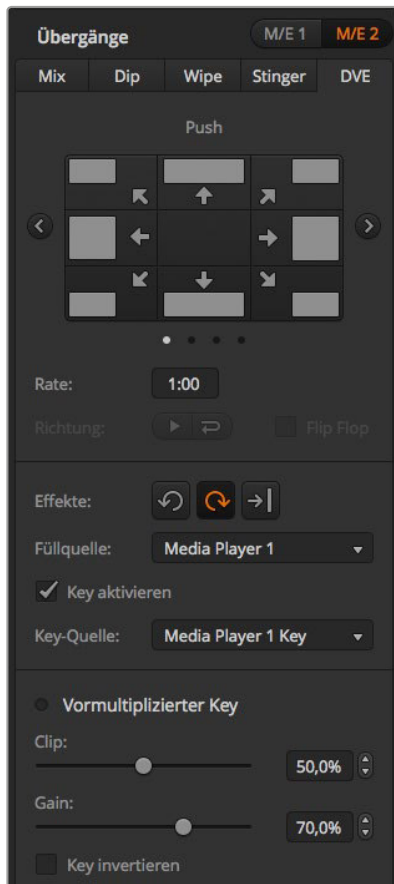 Übergänge M/E 1 M/E 2
Mix Dip Wipe Stinger DVE
Push
Rate: 1:00
Richtung: Flip Flop
Effekte:
Füllquelle: Media Player 1
Key aktivieren
Key-Quelle: Media Player 1 Key
Vormultiplizierter Key
Clip:
50,0%
Gain:
70,0%
Key invertieren